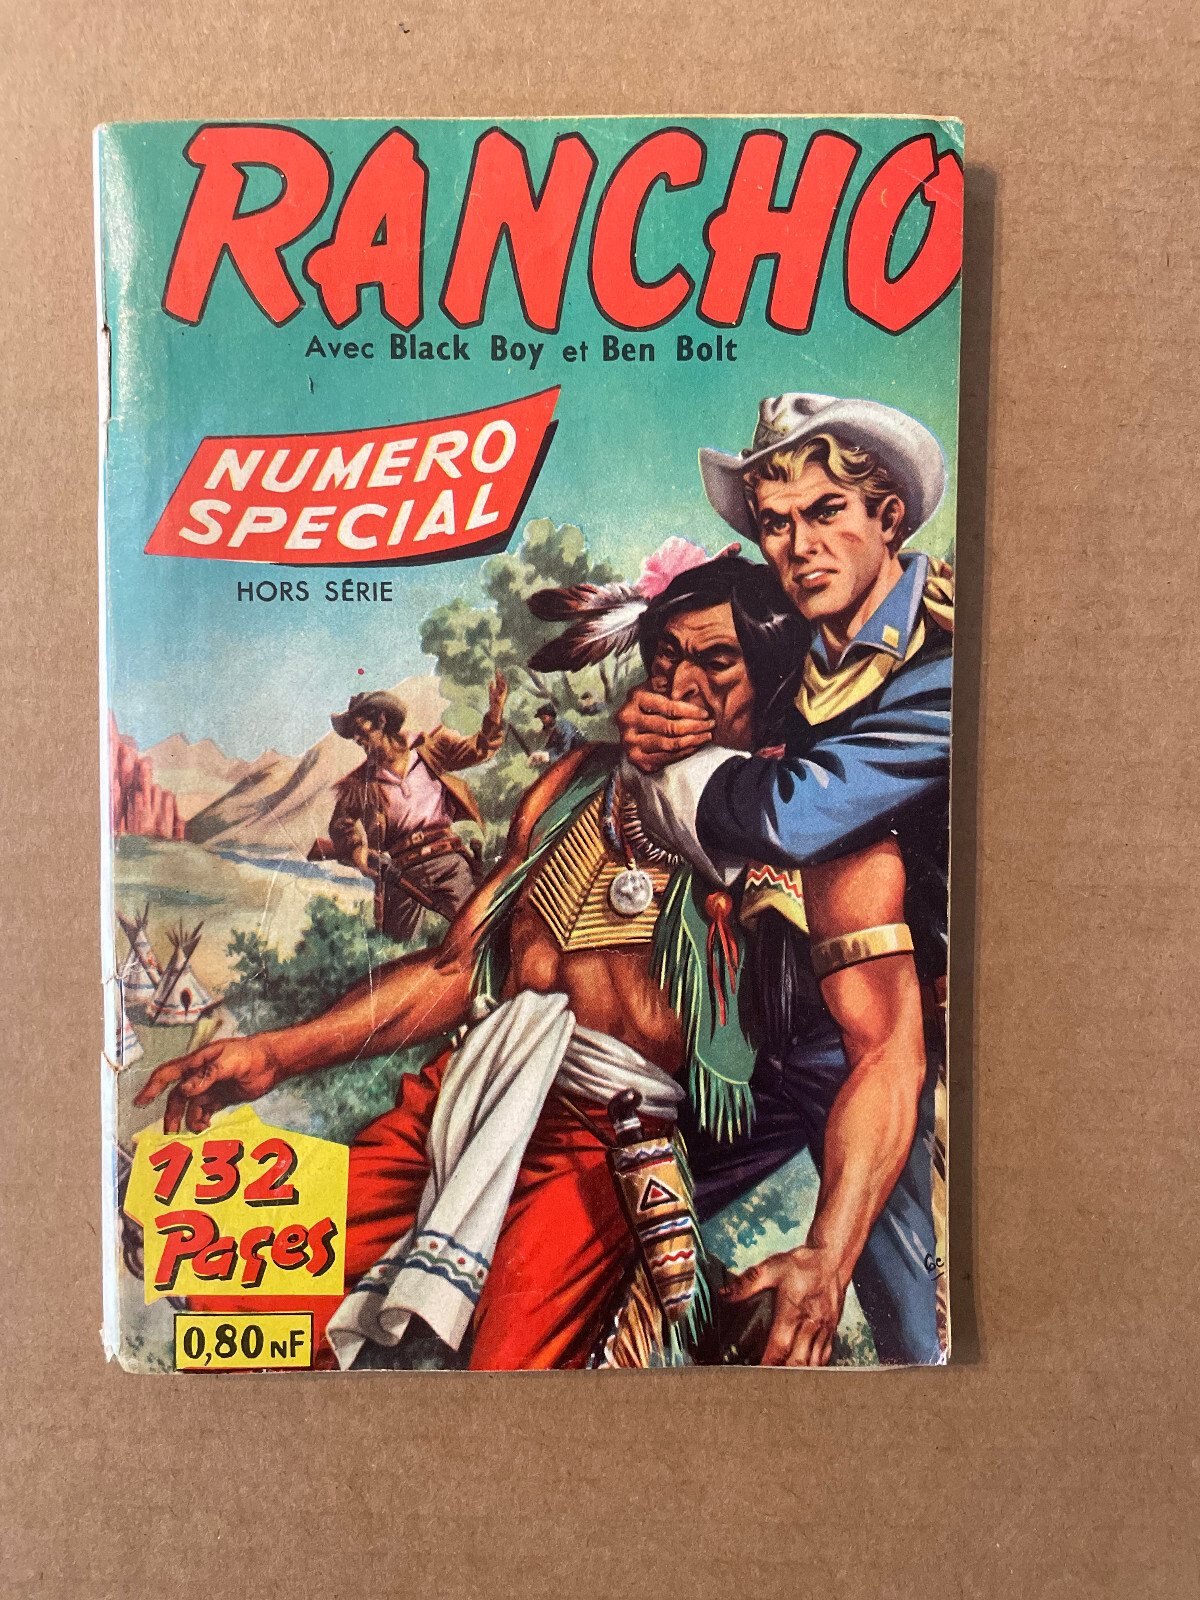 RANCHO
Avec Black Boy et Ben Bolt
NUMERO
SPECIAL
HORS SÉRIE
132
Pages
0,80 NF